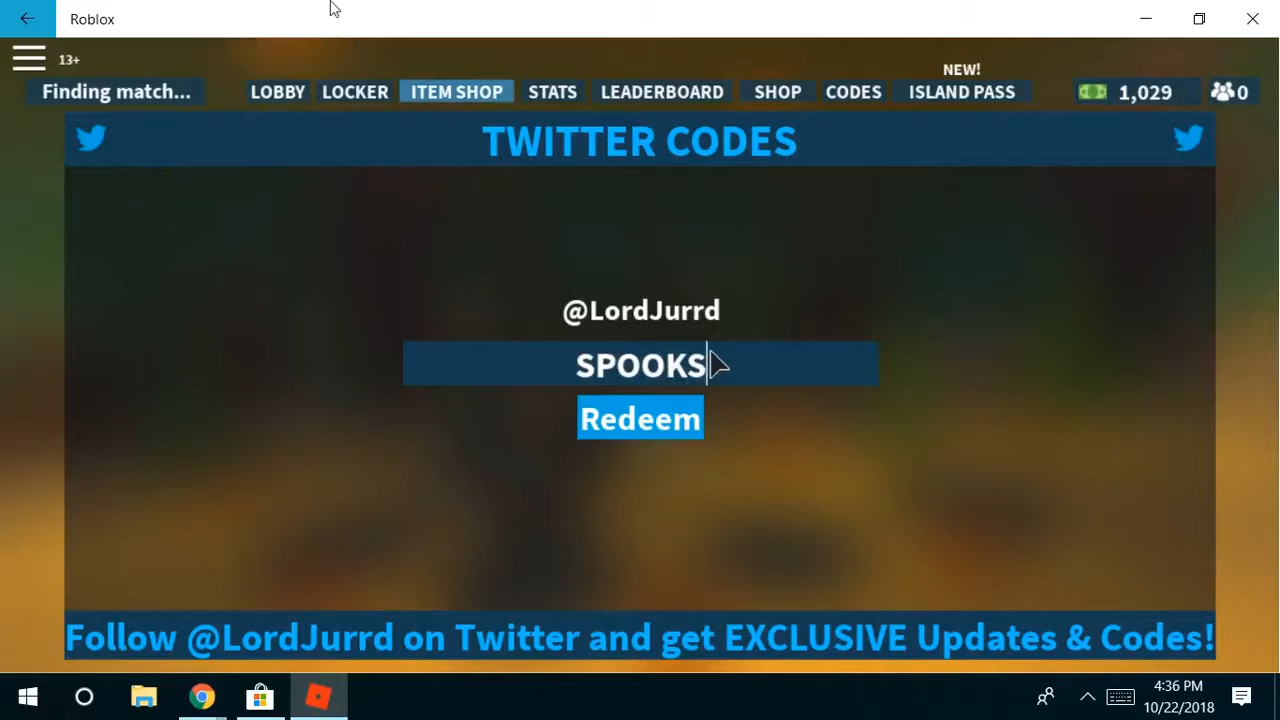 Roblox
13+
NEW!
Finding match... LOBBY LOCKER ITEM SHOP STATS LEADERBOARD SHOP CODES ISLAND PASS 1,029 0
TWITTER CODES
@LordJurrd
SPOOKS
Redeem
Follow @LordJurrd on Twitter and get EXCLUSIVE Updates & Codes!
4:36 PM
10/22/2018